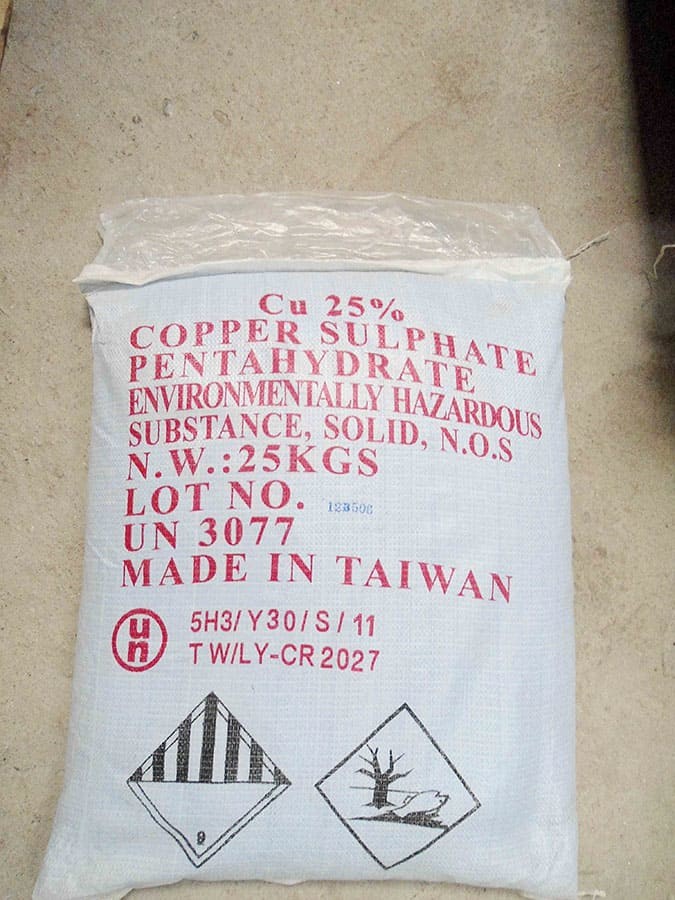 Cu 25%
COPPER SULPHATE
PENTAHYDRATE
ENVIRONMENTALLY HAZARDOUS
SUBSTANCE, SOLID, N.O.S
N.W.:25KGS
LOT NO.
UN 3077
MADE IN TAIWAN
un
5H3/Y30/S/11
TW/LY-CR2027
9